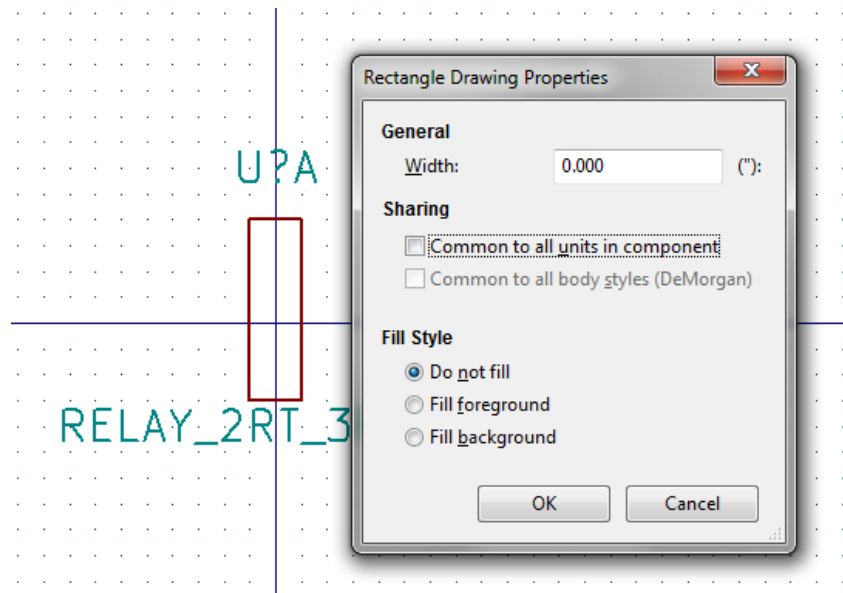 U?A
RELAY_2RT_3
Rectangle Drawing Properties
General
Width: 0.000 ("):
Sharing
Common to all units in component
Common to all body styles (DeMorgan)
Fill Style
Do not fill
Fill foreground
Fill background
OK Cancel